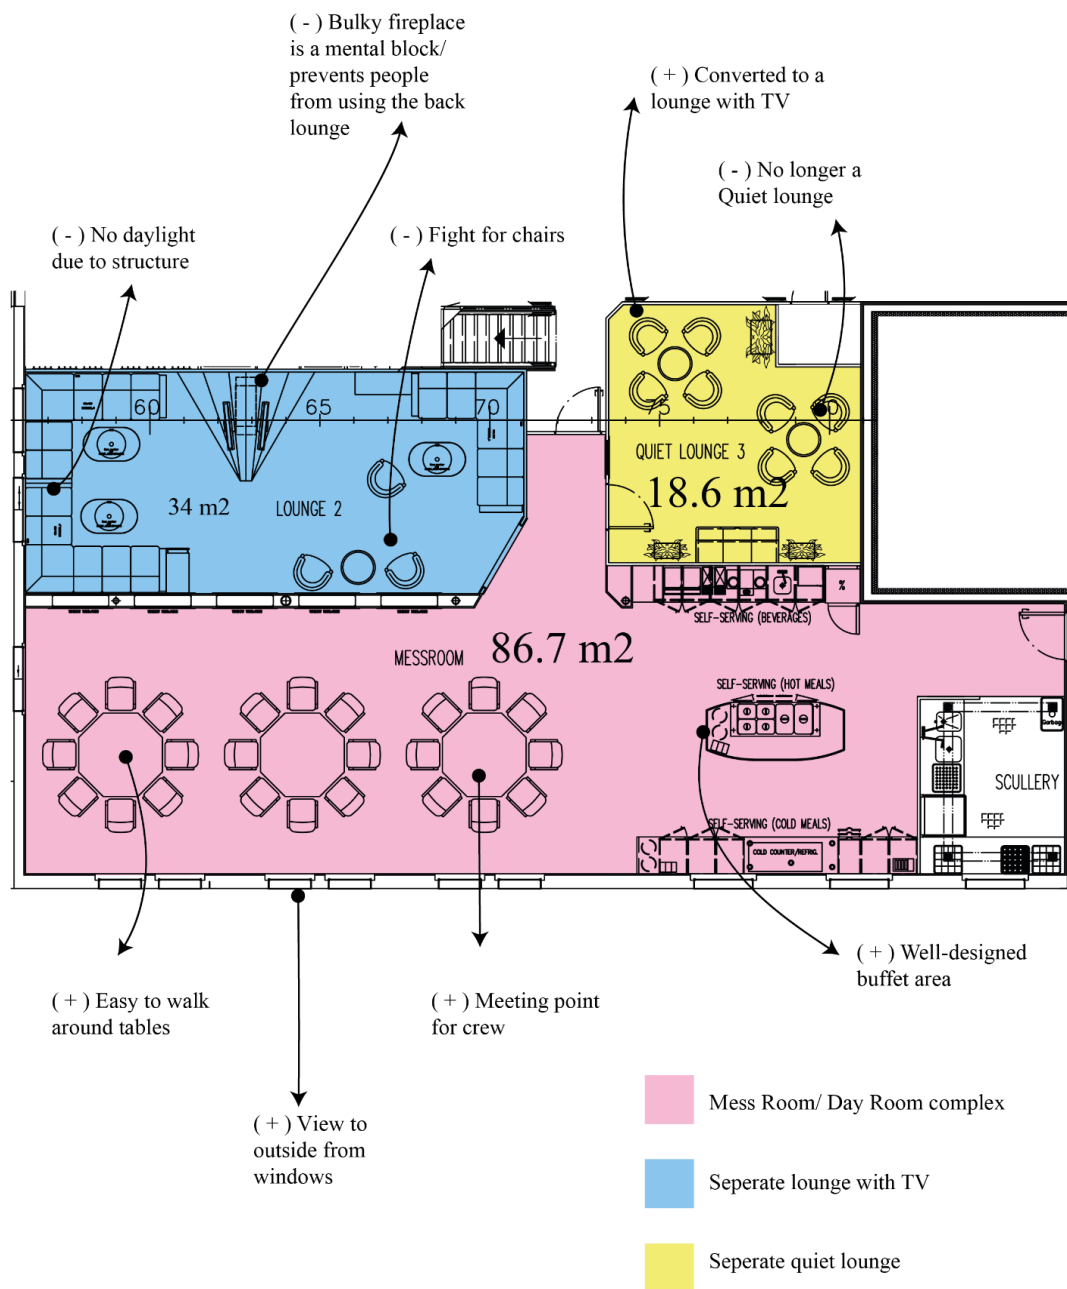 ( - ) Bulky fireplace
is a mental block/
prevents people
from using the back
lounge
( + ) Converted to a
lounge with TV
( - ) No longer a
Quiet lounge
( - ) No daylight
due to structure
( - ) Fight for chairs
60
65
70
75
QUIET LOUNGE 3
18.6 m2
34 m2
LOUNGE 2
%
SELF-SERVING (BEVERAGES)
MESSROOM
86.7 m2
SELF-SERVING (HOT MEALS)
Garbage
SCULLERY
SELF-SERVING (COLD MEALS)
COLD COUNTER/REFRIG.
( + ) Well-designed
buffet area
( + ) Easy to walk
around tables
( + ) Meeting point
for crew
( + ) View to
outside from
windows
Mess Room/ Day Room complex
Seperate lounge with TV
Seperate quiet lounge